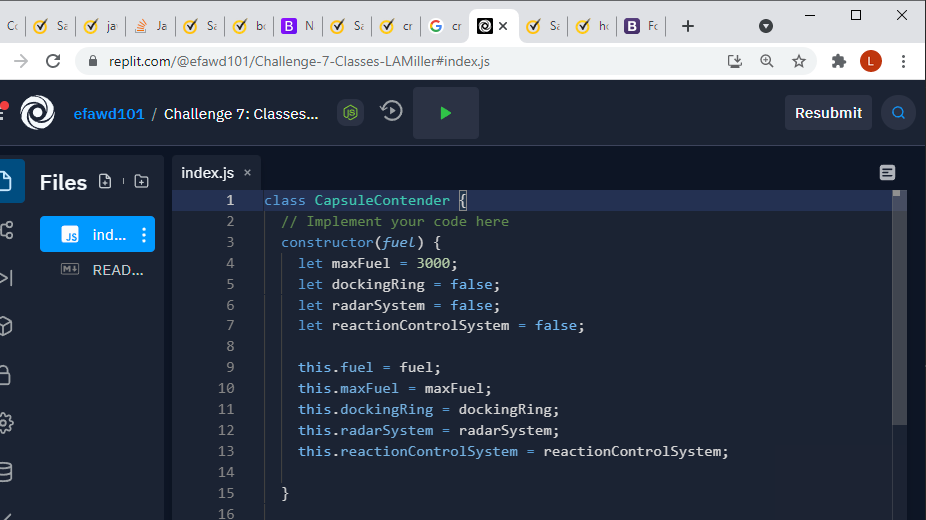 Cc Sa ja Ja Sa bo B N Sa cr G cr Sa ho B Fc
replit.com/@efawd101/Challenge-7-Classes-LAMiller#index.js L
efawd101 / Challenge 7: Classes... JS Resubmit
Files
JS ind...
M↓ READ...
index.js ×
1 class CapsuleContender {
2 // Implement your code here
3 constructor(fuel) {
4 let maxFuel = 3000;
5 let dockingRing = false;
6 let radarSystem = false;
7 let reactionControlSystem = false;
8
9 this.fuel = fuel;
10 this.maxFuel = maxFuel;
11 this.dockingRing = dockingRing;
12 this.radarSystem = radarSystem;
13 this.reactionControlSystem = reactionControlSystem;
14
15 }
16